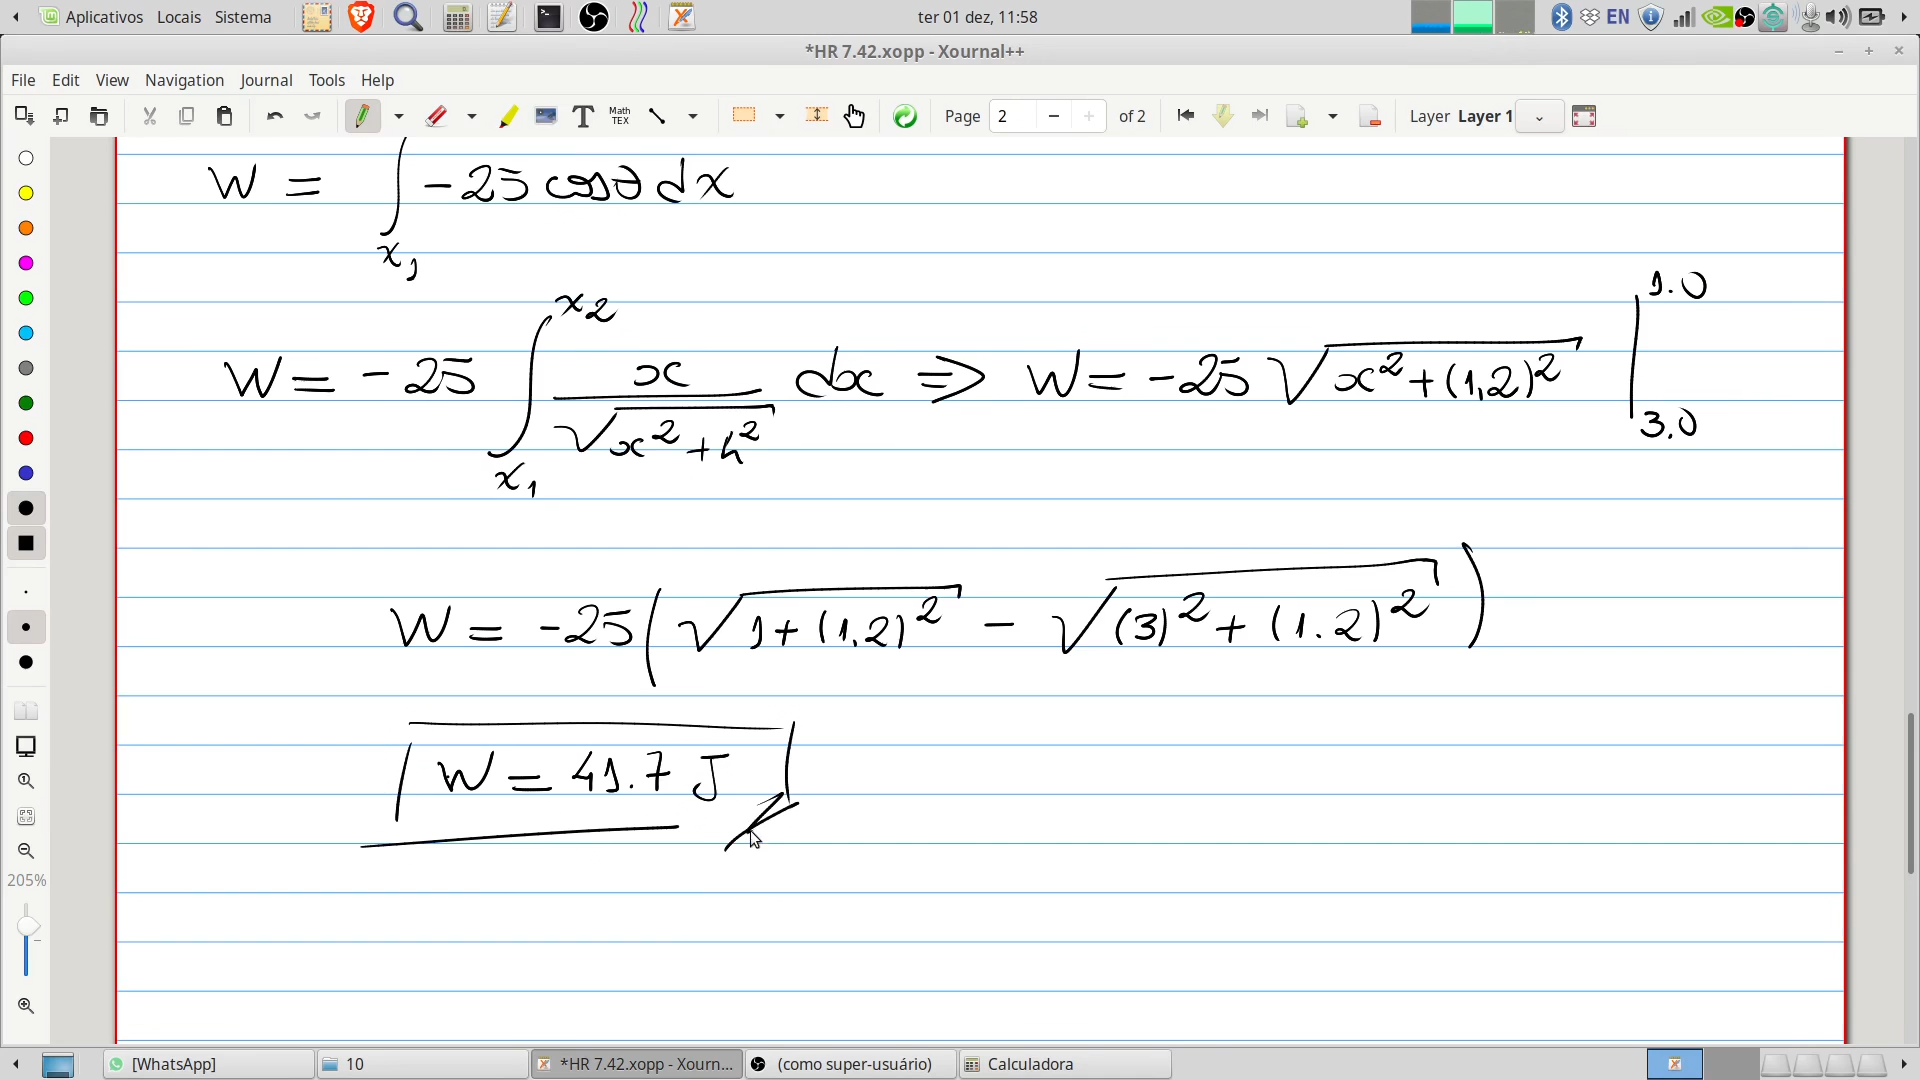 Aplicativos Locais Sistema ter 01 dez, 11:58 EN
*HR 7.42.xopp - Xournal++
File Edit View Navigation Journal Tools Help
T Math TEX Page 2 of 2 Layer Layer 1
W = ∫ -25 cosθ dx
x₁
W = -25 ∫ x₁ x₂ x / √(x² + h²) dx ⇒ W = -25 √(x² + (1,2)²) | 1.0 3.0
W = -25 (√(1 + (1,2)²) - √((3)² + (1.2)²))
W = 41.7 J
205%
[WhatsApp] 10 *HR 7.42.xopp - Xourn... (como super-usuário) Calculadora